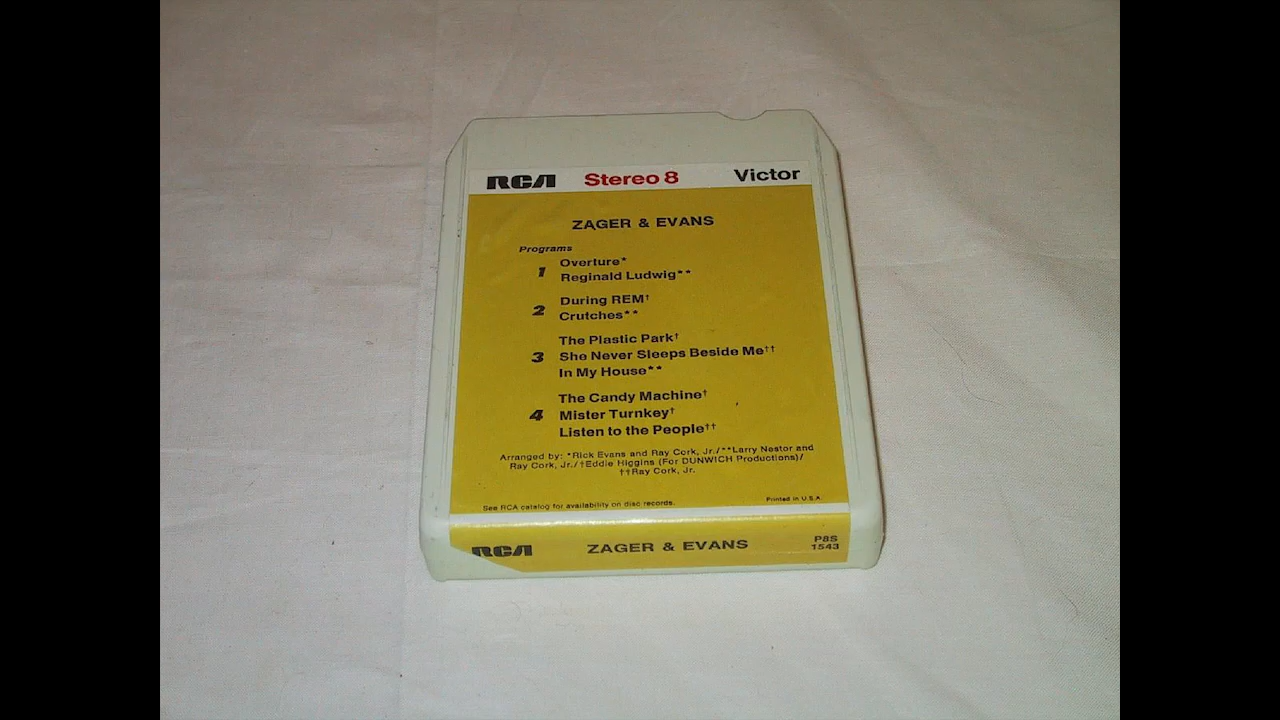 RCA Stereo 8 Victor
ZAGER & EVANS
Programs
1 Overture*
Reginald Ludwig**
2 During REM†
Crutches**
The Plastic Park†
3 She Never Sleeps Beside Me††
In My House**
The Candy Machine†
4 Mister Turnkey†
Listen to the People††
Arranged by: *Rick Evans and Ray Cork, Jr./**Larry Nestor and
Ray Cork, Jr./†Eddie Higgins (For DUNWICH Productions)/
††Ray Cork, Jr.
See RCA catalog for availability on disc records. Printed in U.S.A.
RCA ZAGER & EVANS P8S
1543